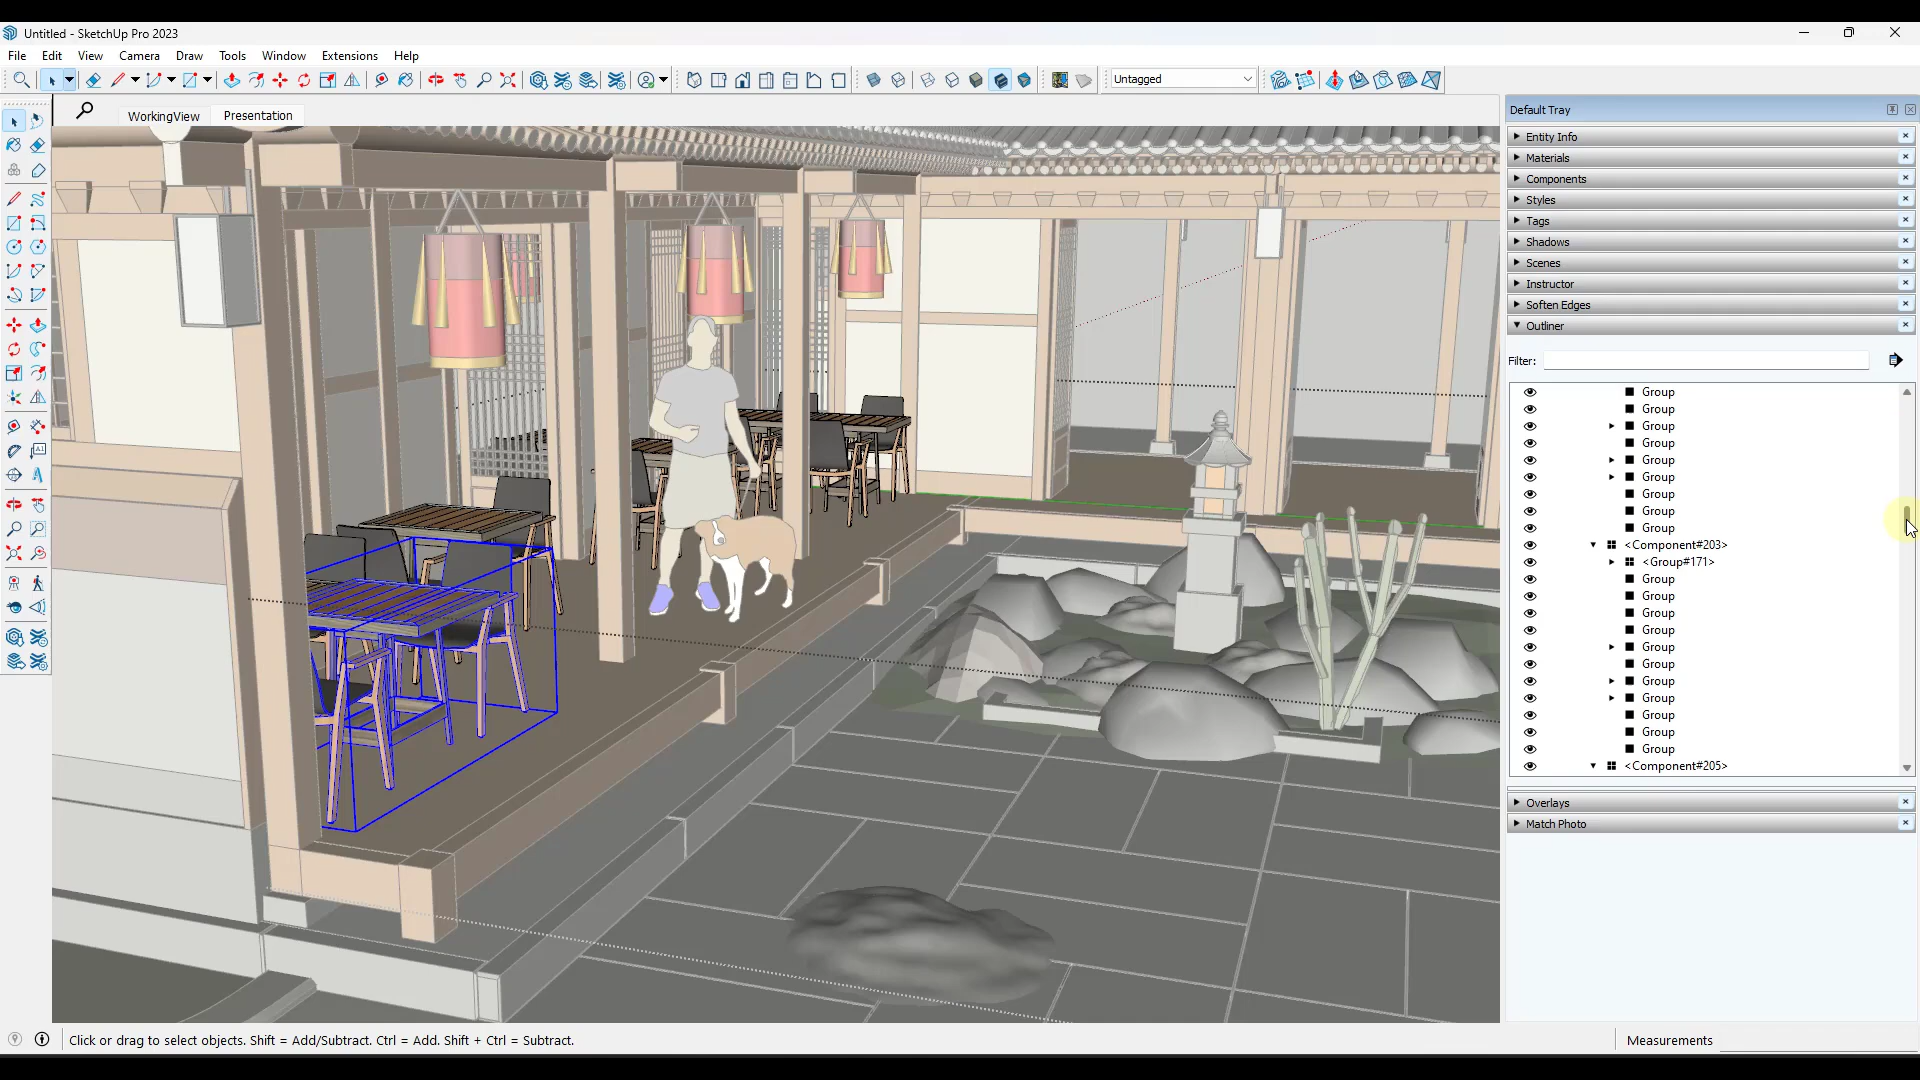 Untitled - SketchUp Pro 2023
File Edit View Camera Draw Tools Window Extensions Help
Untagged
WorkingView Presentation
Default Tray
Entity Info
Materials
Components
Styles
Tags
Shadows
Scenes
Instructor
Soften Edges
Outliner
Filter:
Group
Group
Group
Group
Group
Group
Group
Group
Group
<Component#203>
<Group#171>
Group
Group
Group
Group
Group
Group
Group
Group
Group
Group
Group
<Component#205>
Overlays
Match Photo
Click or drag to select objects. Shift = Add/Subtract. Ctrl = Add. Shift + Ctrl = Subtract.
Measurements